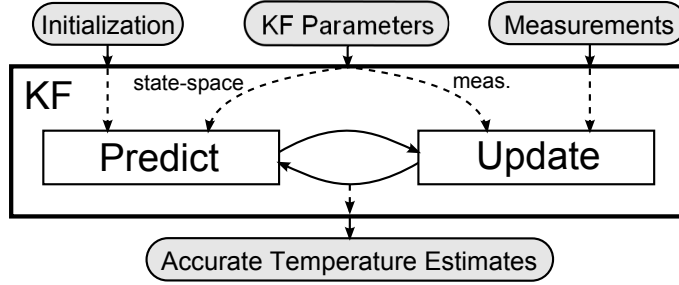 Initialization
KF Parameters
Measurements
state-space
meas.
KF
Predict
Update
Accurate Temperature Estimates